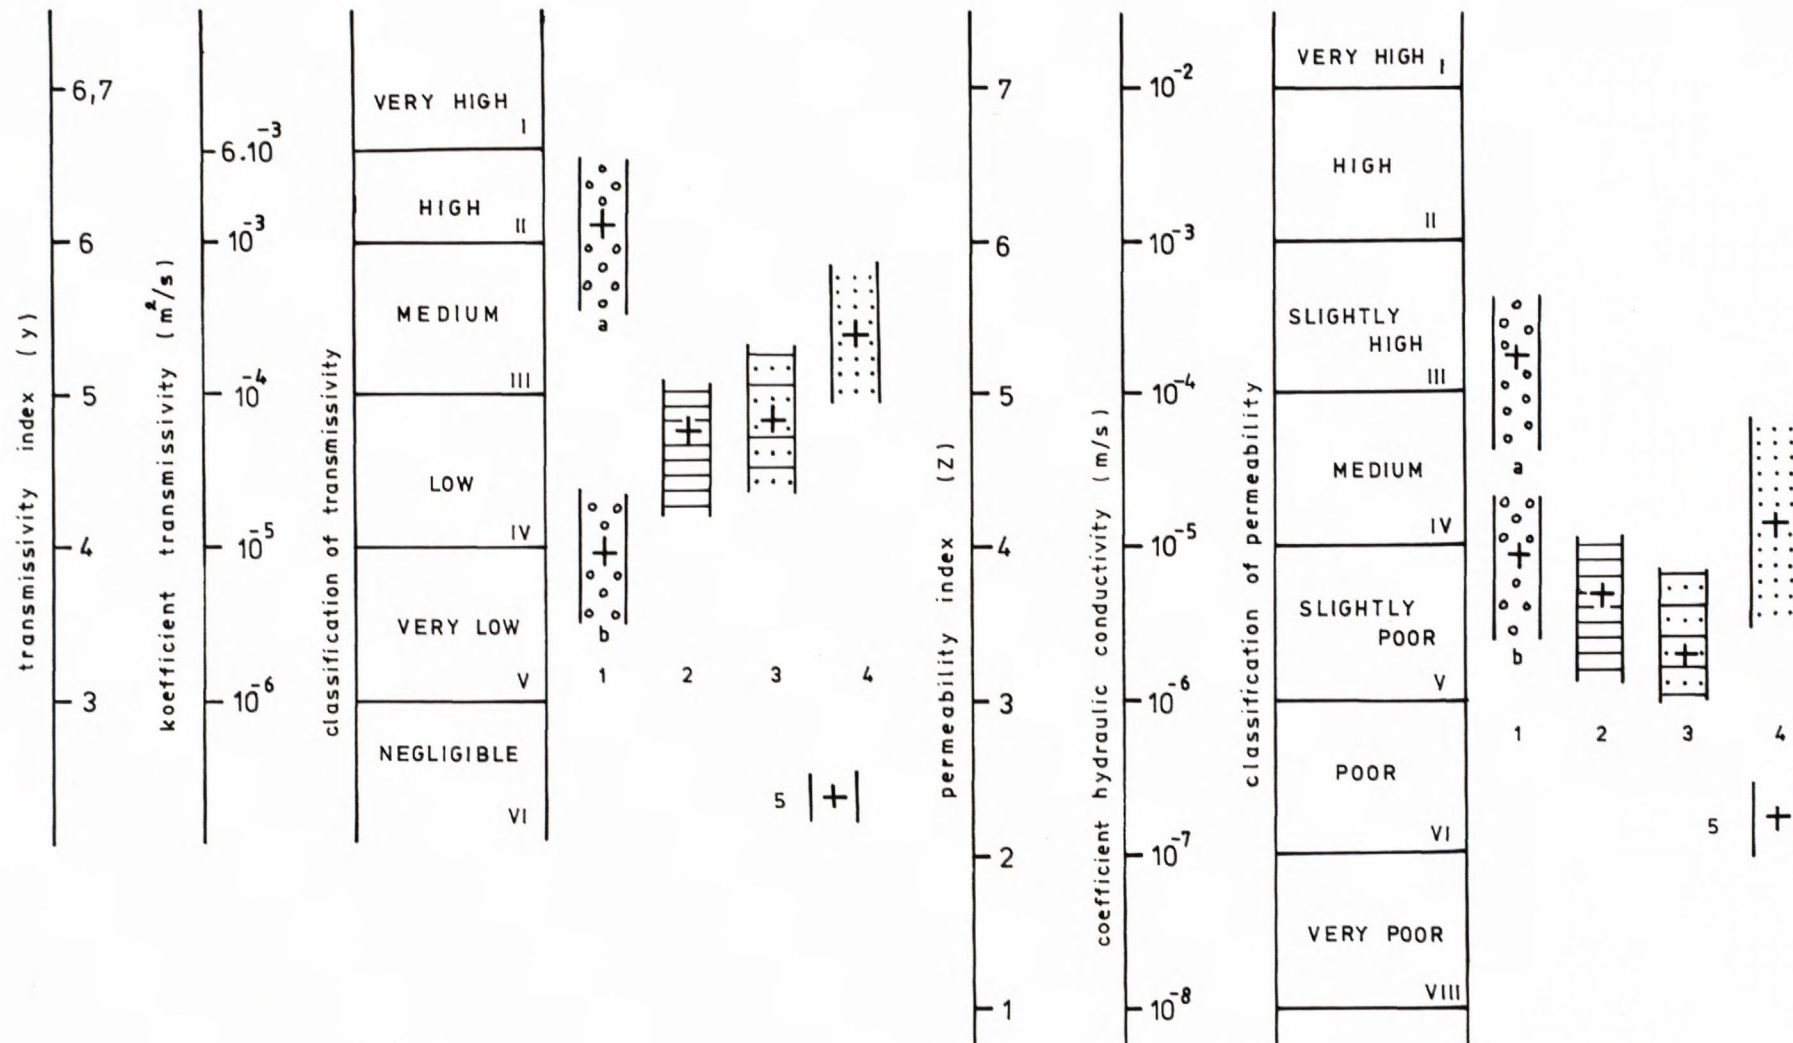 transmissivity index (y)
6,7
6
5
4
3
koefficient transmissivity (m²/s)
6.10⁻³
10⁻³
10⁻⁴
10⁻⁵
10⁻⁶
classification of transmissivity
VERY HIGH
I
HIGH
II
MEDIUM
III
LOW
IV
VERY LOW
V
NEGLIGIBLE
VI
a
b
1 2 3 4
5
permeability index (Z)
7
6
5
4
3
2
1
coefficient hydraulic conductivity (m/s)
10⁻²
10⁻³
10⁻⁴
10⁻⁵
10⁻⁶
10⁻⁷
10⁻⁸
classification of permeability
VERY HIGH I
HIGH
II
SLIGHTLY
HIGH
III
MEDIUM
IV
SLIGHTLY
POOR
V
POOR
VI
VERY POOR
VIII
a
b
1 2 3 4
5